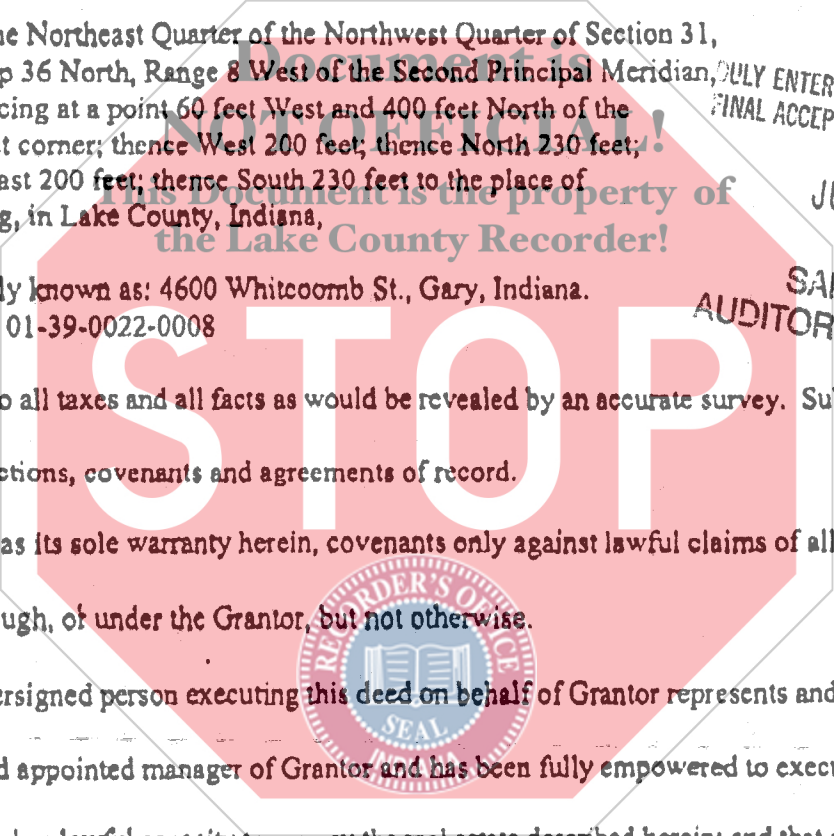 ne Northeast Quarter of the Northwest Quarter of Section 31,
Document is
p 36 North, Range 8 West of the Second Principal Meridian,
DULY ENTER
cing at a point 60 feet West and 400 feet North of the
FINAL ACCEP
NOT OFFICIAL!
t corner; thence West 200 feet; thence North 230 feet;
ast 200 feet; thence South 230 feet to the place of
This Document is the property of
JU
g, in Lake County, Indiana,
the Lake County Recorder!
ly known as: 4600 Whitcoomb St., Gary, Indiana.
SA
01-39-0022-0008
AUDITOR
STOP
o all taxes and all facts as would be revealed by an accurate survey. Su
ctions, covenants and agreements of record.
as its sole warranty herein, covenants only against lawful claims of all
RECORDER'S OFFICE
ugh, or under the Grantor, but not otherwise.
ersigned person executing this deed on behalf of Grantor represents and
SEAL
d appointed manager of Grantor and has been fully empowered to execu